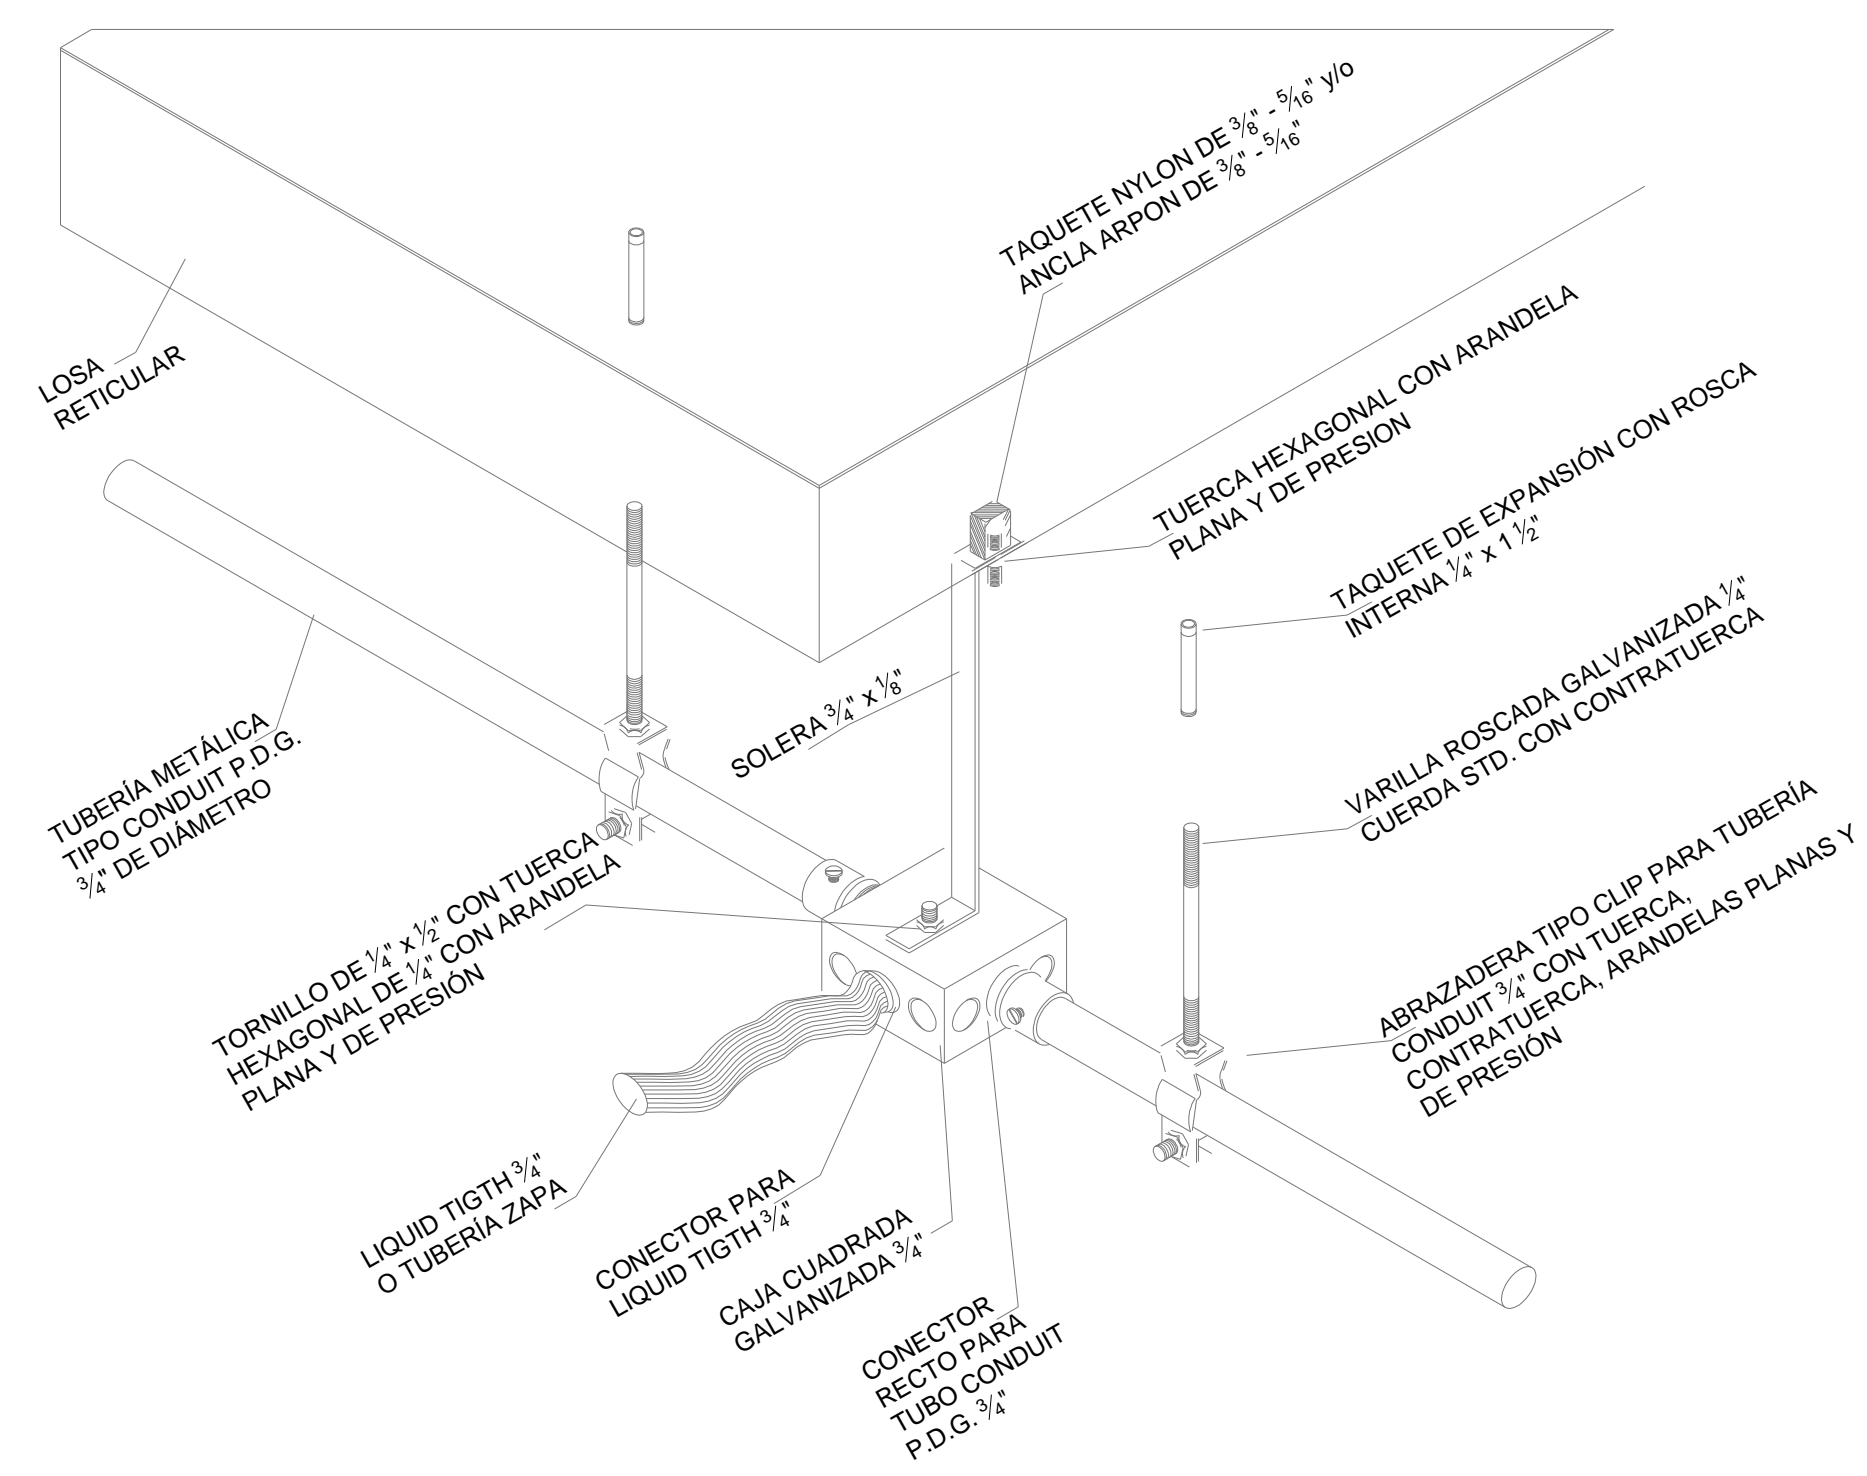 TAQUETE NYLON DE 3/8" - 5/16" y/o
ANCLA ARPON DE 3/8" - 5/16"
LOSA
RETICULAR
TUERCA HEXAGONAL CON ARANDELA
PLANA Y DE PRESION
TAQUETE DE EXPANSIÓN CON ROSCA
INTERNA 1/4" x 1 1/2"
SOLERA 3/4" x 1/8"
VARILLA ROSCADA GALVANIZADA 1/4"
CUERDA STD. CON CONTRATUERCA
TUBERÍA METÁLICA
TIPO CONDUIT P.D.G.
3/4" DE DIÁMETRO
TORNILLO DE 1/4" x 1/2" CON TUERCA
HEXAGONAL DE 1/4" CON ARANDELA
PLANA Y DE PRESIÓN
ABRAZADERA TIPO CLIP PARA TUBERÍA
CONDUIT 3/4" CON TUERCA,
CONTRATUERCA, ARANDELAS PLANAS Y
DE PRESIÓN
LIQUID TIGTH 3/4"
O TUBERÍA ZAPA
CONECTOR PARA
LIQUID TIGTH 3/4"
CAJA CUADRADA
GALVANIZADA 3/4"
CONECTOR
RECTO PARA
TUBO CONDUIT
P.D.G. 3/4"